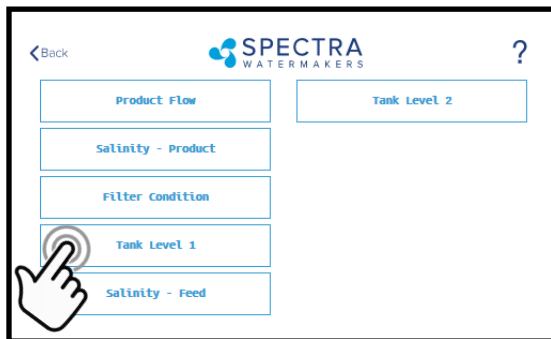 Back
SPECTRA
WATERMAKERS
?
Product Flow
Tank Level 2
Salinity - Product
Filter Condition
Tank Level 1
Salinity - Feed